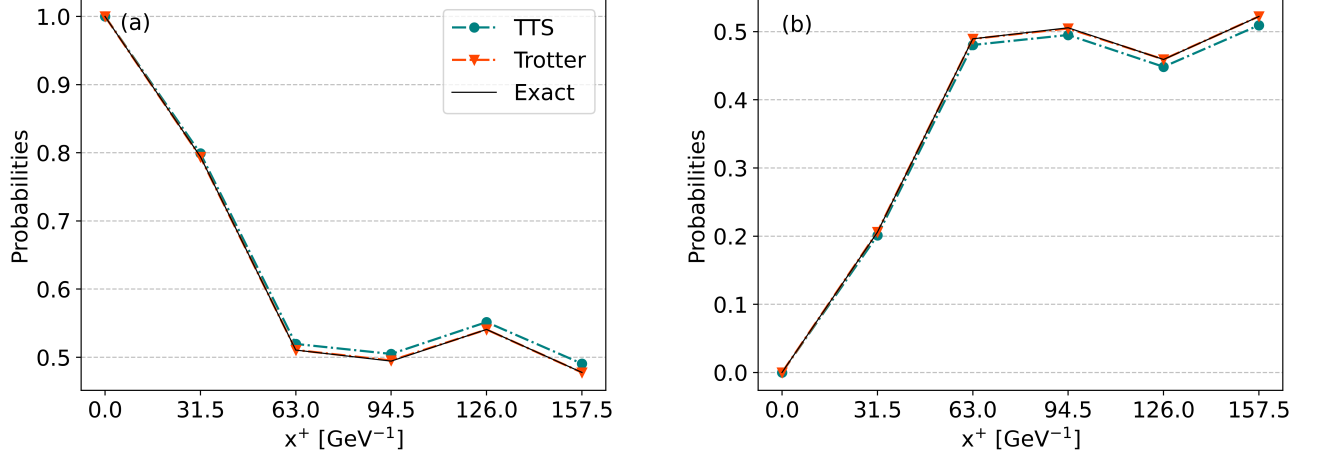 (a)
TTS
Trotter
Exact
Probabilities
1.0
0.9
0.8
0.7
0.6
0.5
0.0 31.5 63.0 94.5 126.0 157.5
x⁺ [GeV⁻¹]
(b)
Probabilities
0.5
0.4
0.3
0.2
0.1
0.0
0.0 31.5 63.0 94.5 126.0 157.5
x⁺ [GeV⁻¹]